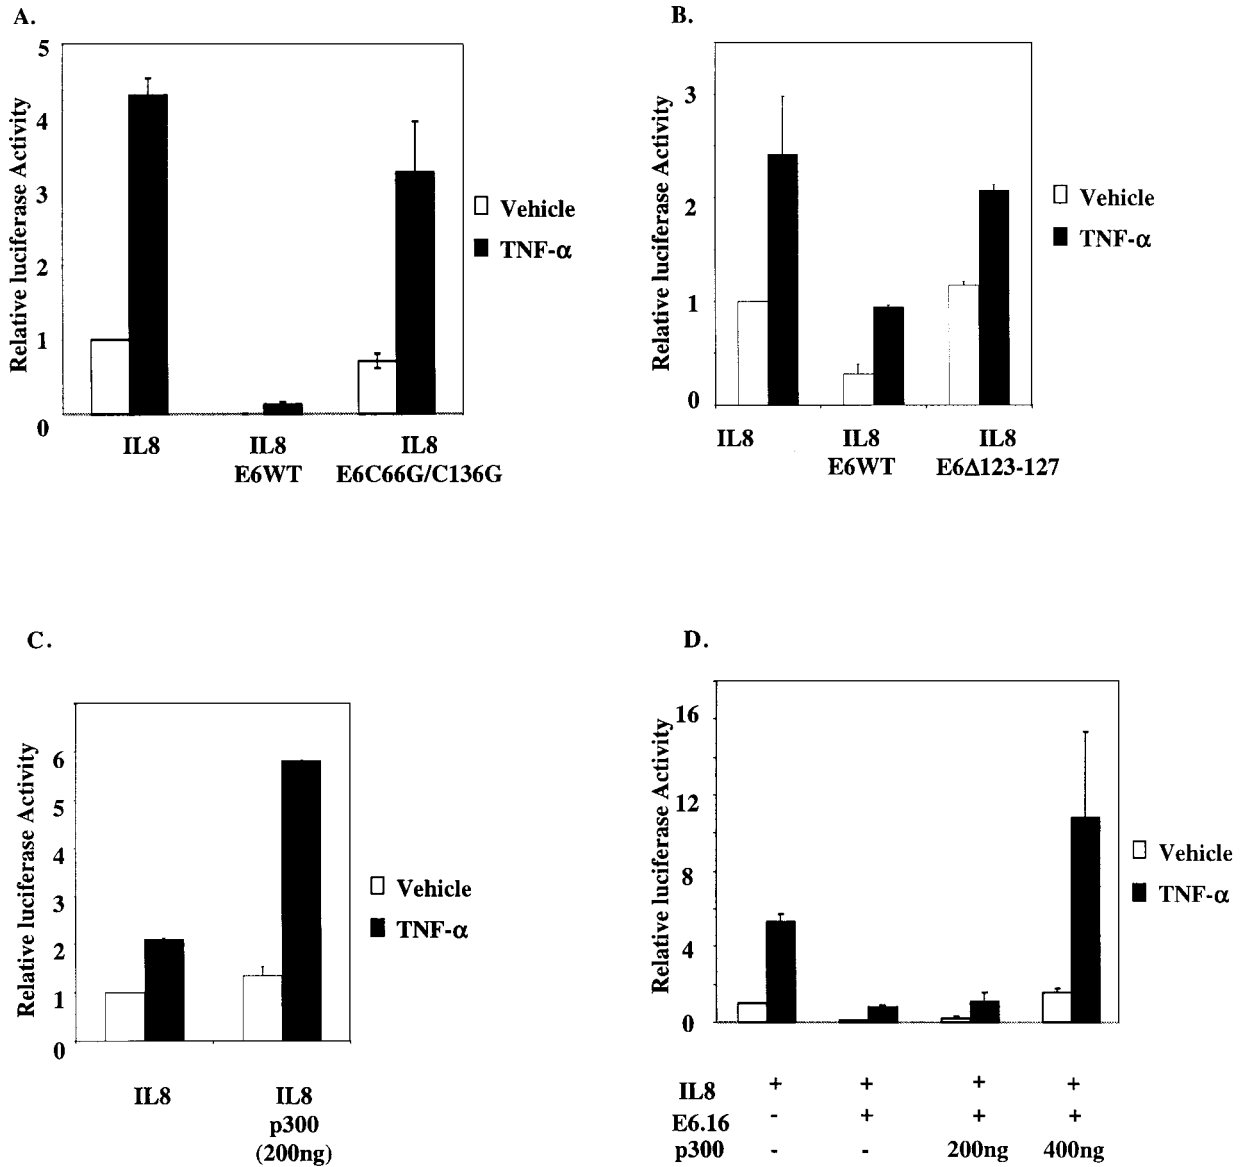 A.
5
4
3
2
1
0
Relative luciferase Activity
IL8
IL8
E6WT
IL8
E6C66G/C136G
Vehicle
TNF-α
B.
3
2
1
0
Relative luciferase Activity
IL8
IL8
E6WT
IL8
E6Δ123-127
Vehicle
TNF-α
C.
6
5
4
3
2
1
0
Relative luciferase Activity
IL8
IL8
p300
(200ng)
Vehicle
TNF-α
D.
16
12
8
4
0
Relative luciferase Activity
Vehicle
TNF-α
IL8 + + + +
E6.16 - + + +
p300 - - 200ng 400ng